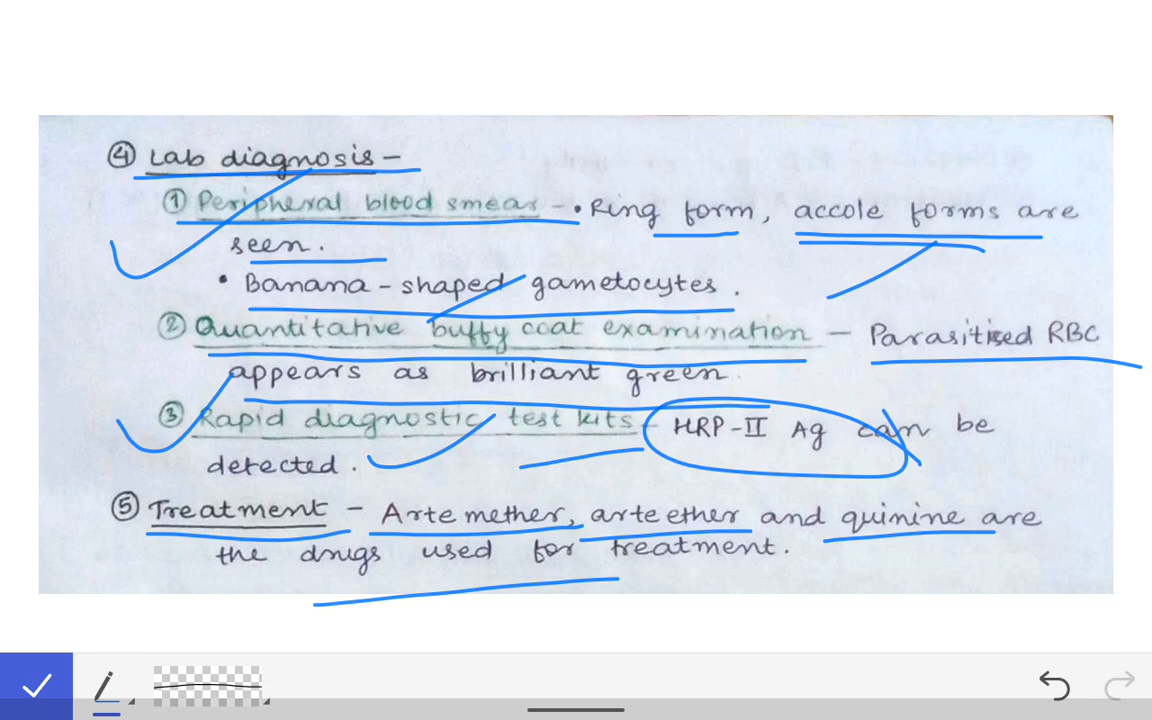 ④ Lab diagnosis -
① Peripheral blood smear - • Ring form, accole forms are
seen.
• Banana - shaped gametocytes.
② Quantitative buffy coat examination - Parasitised RBC
appears as brilliant green.
③ Rapid diagnostic test kits - HRP-II Ag can be
detected.
⑤ Treatment - Artemether, arteether and quinine are
the drugs used for treatment.